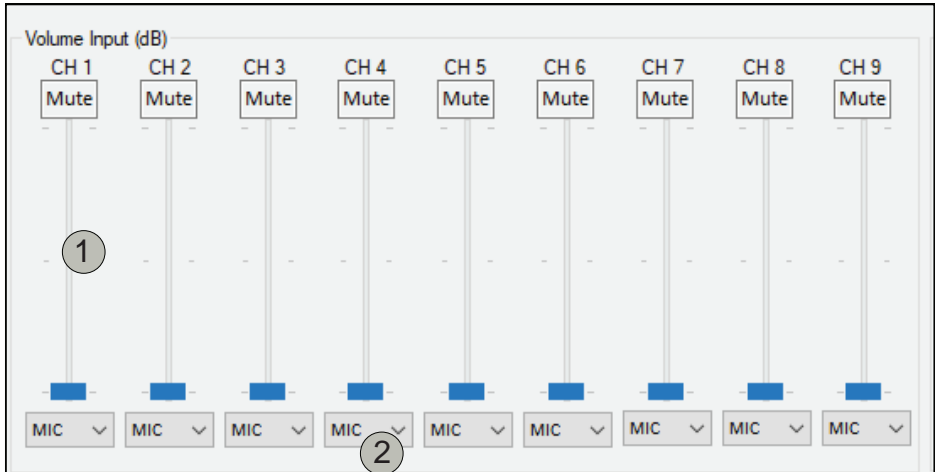 Volume Input (dB)
CH 1 CH 2 CH 3 CH 4 CH 5 CH 6 CH 7 CH 8 CH 9
Mute Mute Mute Mute Mute Mute Mute Mute Mute
1
MIC MIC MIC MIC MIC MIC MIC MIC MIC
2